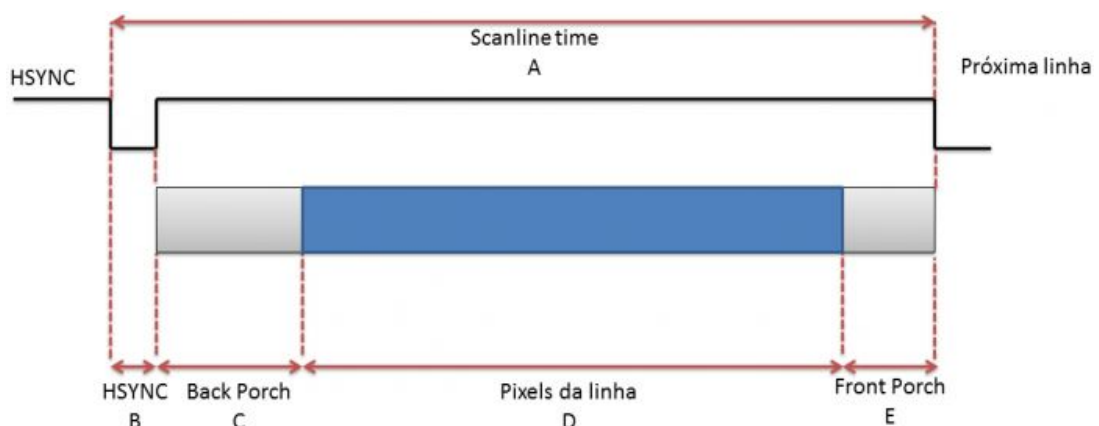 Scanline time
A
HSYNC
Próxima linha
HSYNC
B
Back Porch
C
Pixels da linha
D
Front Porch
E